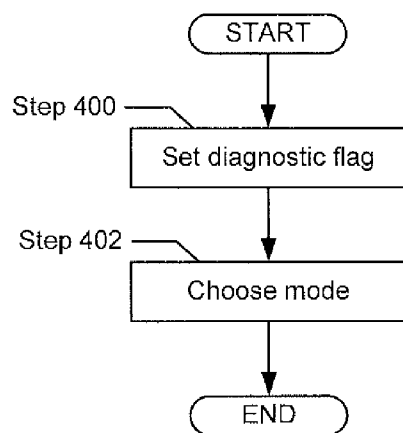 START
Step 400
Set diagnostic flag
Step 402
Choose mode
END